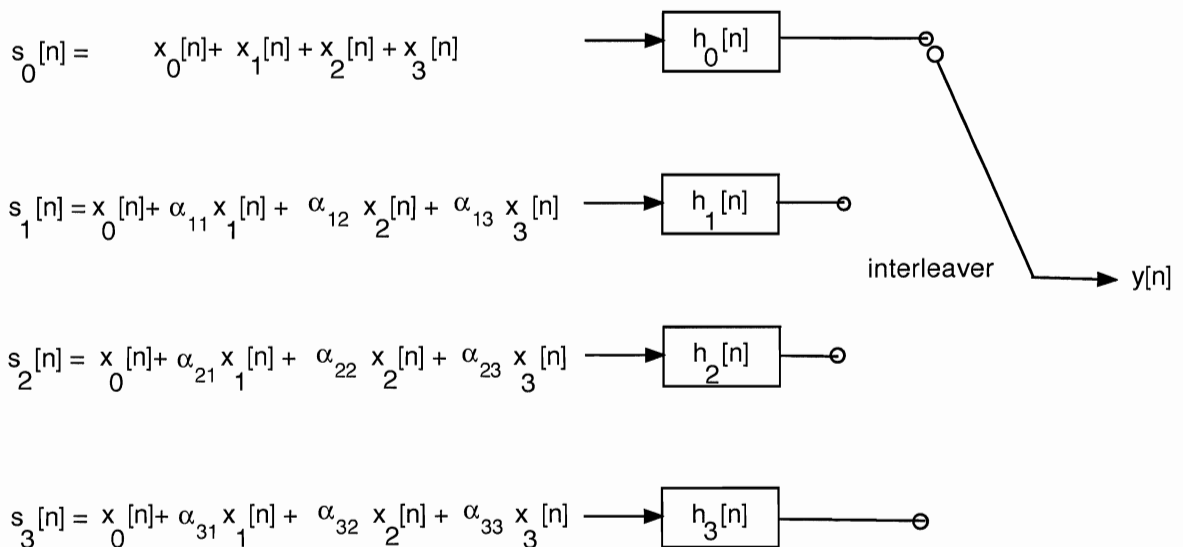 s₀[n] = x₀[n]+ x₁[n] + x₂[n] + x₃[n]
h₀[n]
s₁[n] = x₀[n]+ α₁₁ x₁[n] + α₁₂ x₂[n] + α₁₃ x₃[n]
h₁[n]
interleaver
y[n]
s₂[n] = x₀[n]+ α₂₁ x₁[n] + α₂₂ x₂[n] + α₂₃ x₃[n]
h₂[n]
s₃[n] = x₀[n]+ α₃₁ x₁[n] + α₃₂ x₂[n] + α₃₃ x₃[n]
h₃[n]